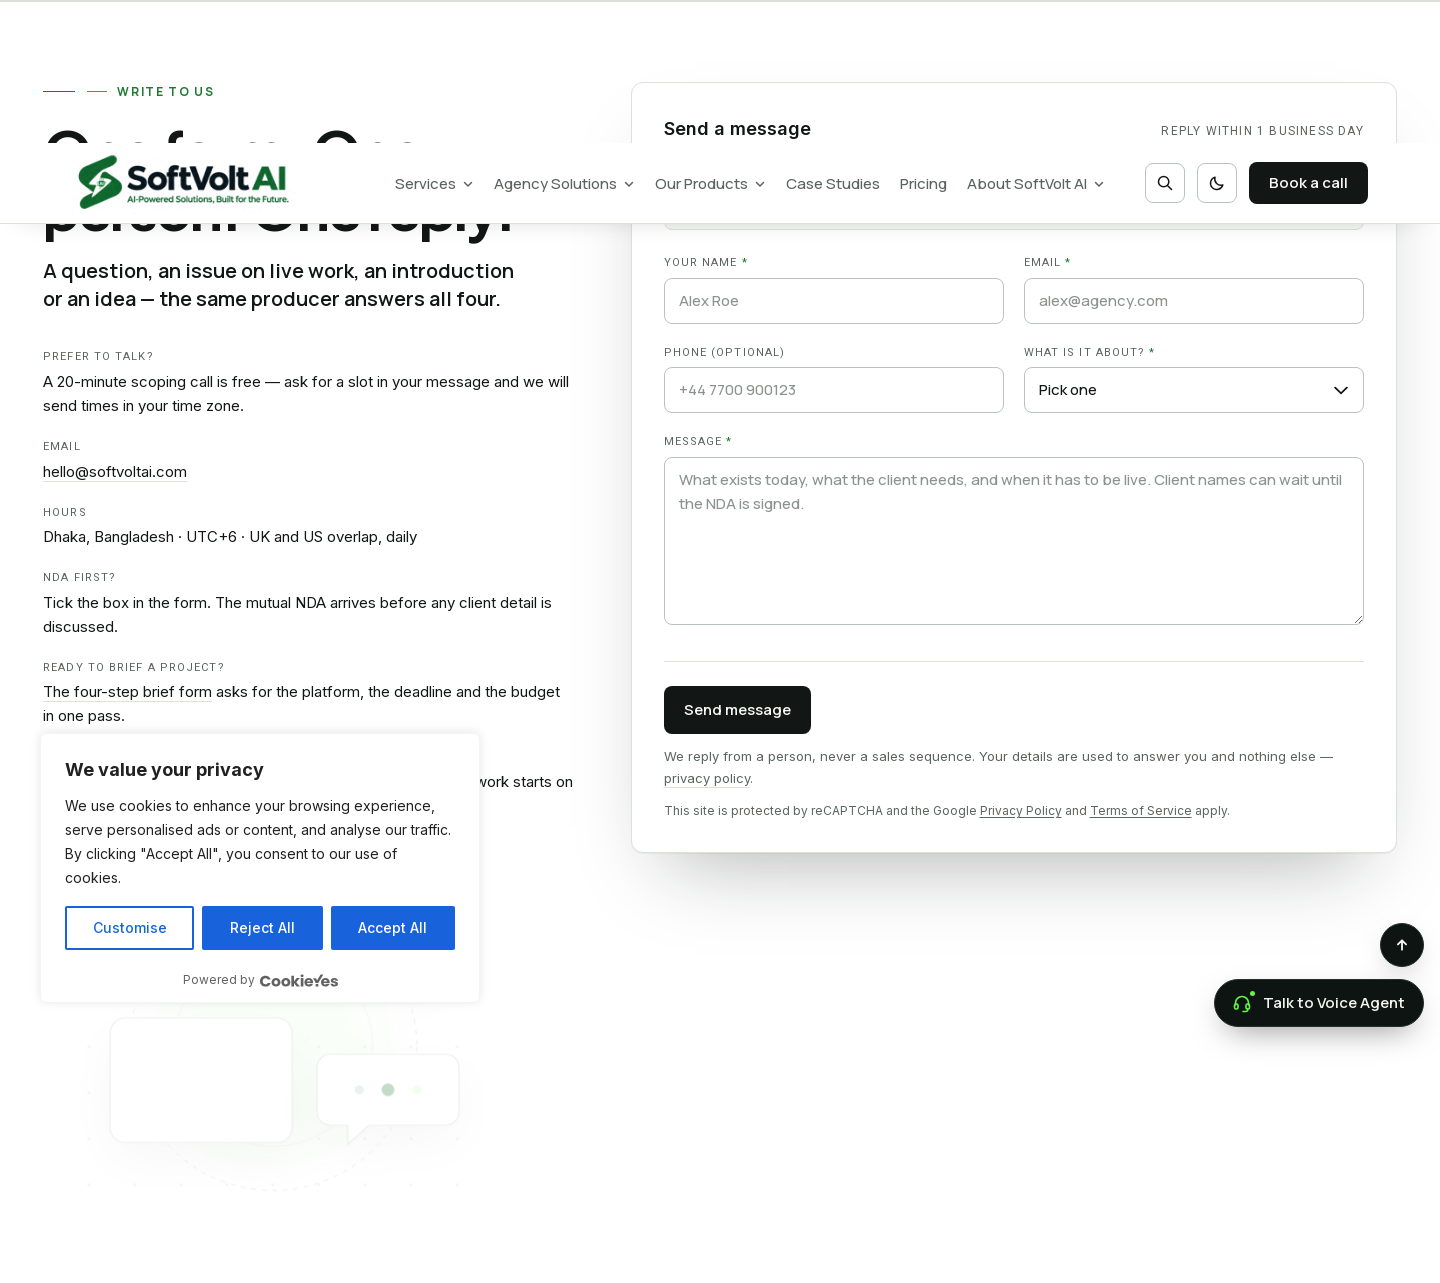 WRITE TO US
SoftVolt AI
AI-Powered Solutions, Built for the Future.
Services
Agency Solutions
Our Products
Case Studies
Pricing
About SoftVolt AI
Book a call
person. One reply.
A question, an issue on live work, an introduction
or an idea — the same producer answers all four.
PREFER TO TALK?
A 20-minute scoping call is free — ask for a slot in your message and we will
send times in your time zone.
EMAIL
hello@softvoltai.com
HOURS
Dhaka, Bangladesh · UTC+6 · UK and US overlap, daily
NDA FIRST?
Tick the box in the form. The mutual NDA arrives before any client detail is
discussed.
READY TO BRIEF A PROJECT?
The four-step brief form asks for the platform, the deadline and the budget
in one pass.
work starts on
We value your privacy
We use cookies to enhance your browsing experience,
serve personalised ads or content, and analyse our traffic.
By clicking "Accept All", you consent to our use of
cookies.
Customise
Reject All
Accept All
Powered by CookieYes
Send a message
REPLY WITHIN 1 BUSINESS DAY
YOUR NAME *
Alex Roe
EMAIL *
alex@agency.com
PHONE (OPTIONAL)
+44 7700 900123
WHAT IS IT ABOUT? *
Pick one
MESSAGE *
What exists today, what the client needs, and when it has to be live. Client names can wait until
the NDA is signed.
Send message
We reply from a person, never a sales sequence. Your details are used to answer you and nothing else —
privacy policy.
This site is protected by reCAPTCHA and the Google Privacy Policy and Terms of Service apply.
Talk to Voice Agent